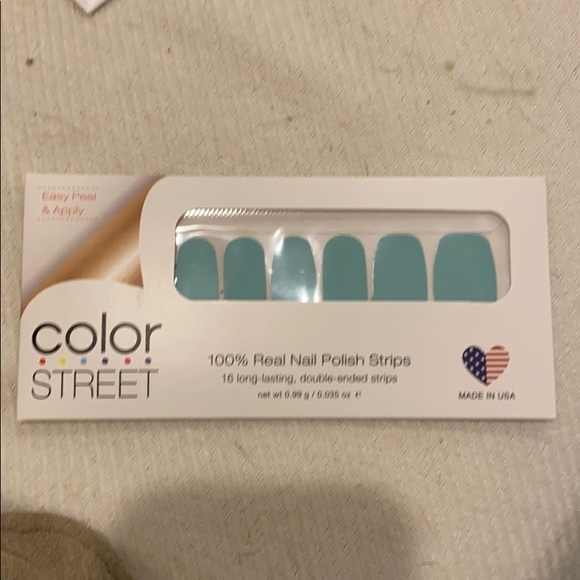 Easy Peel
& Apply
color
STREET
100% Real Nail Polish Strips
16 long-lasting, double-ended strips
net wt 0.99 g / 0.035 oz ℮
MADE IN USA